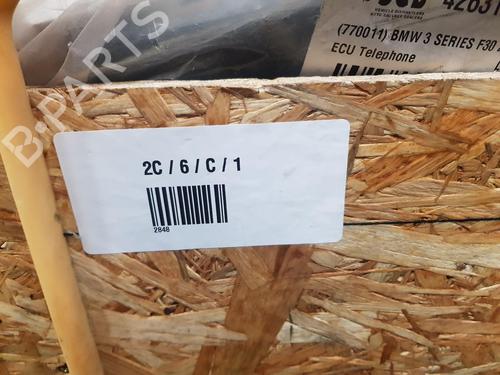 (770011) BMW 3 SERIES F30
ECU Telephone
B-PARTS
2C / 6 / C / 1
2848